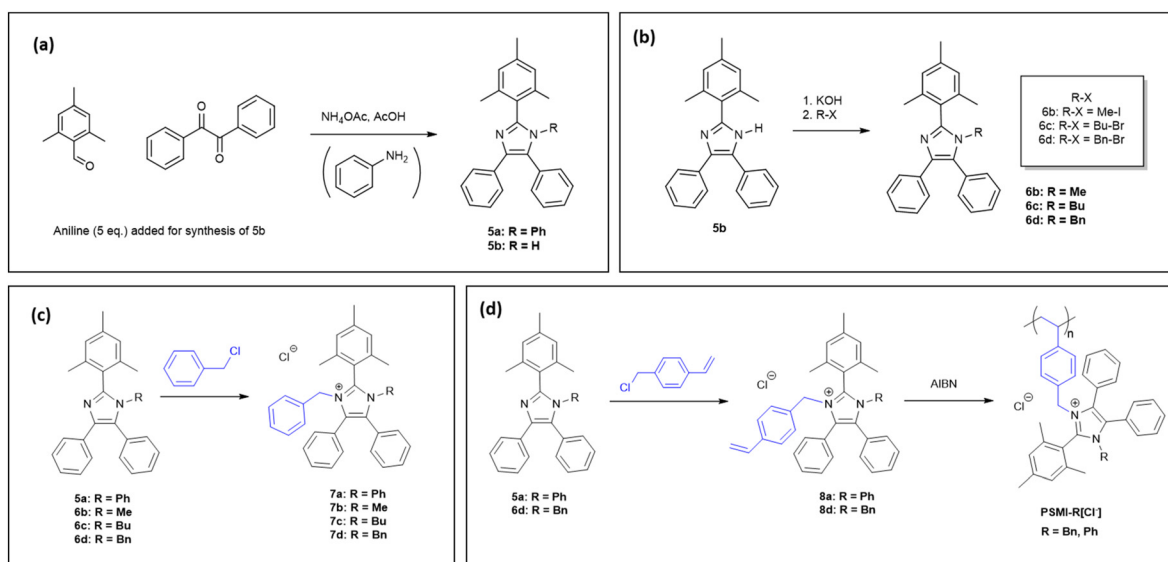 (a)
O
O
O
NH₄OAc, AcOH
NH₂
N
N
R
Aniline (5 eq.) added for synthesis of 5b
5a: R = Ph
5b: R = H
(b)
N
N
H
5b
1. KOH
2. R-X
N
N
R
6b: R = Me
6c: R = Bu
6d: R = Bn
R-X
6b: R-X = Me-I
6c: R-X = Bu-Br
6d: R-X = Bn-Br
(c)
N
N
R
5a: R = Ph
6b: R = Me
6c: R = Bu
6d: R = Bn
Cl
Cl⊖
N⊕
N
R
7a: R = Ph
7b: R = Me
7c: R = Bu
7d: R = Bn
(d)
N
N
R
5a: R = Ph
6d: R = Bn
Cl
Cl⊖
N⊕
N
R
8a: R = Ph
8d: R = Bn
AIBN
n
Cl⊖
N⊕
N
R
PSMI-R[Cl⁻]
R = Bn, Ph